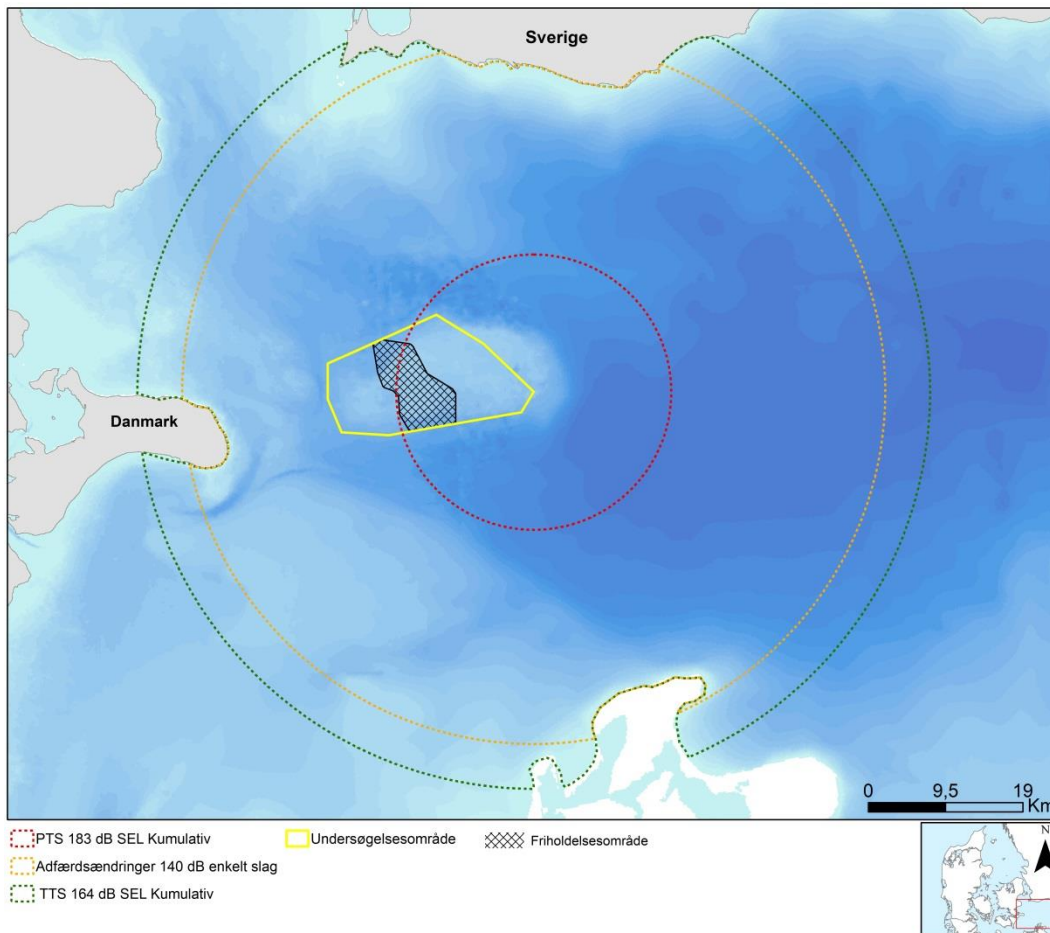 Sverige
Danmark
0 9,5 19
Km
PTS 183 dB SEL Kumulativ
Undersøgelsesområde
Friholdelsesområde
Adfærdsændringer 140 dB enkelt slag
TTS 164 dB SEL Kumulativ
N